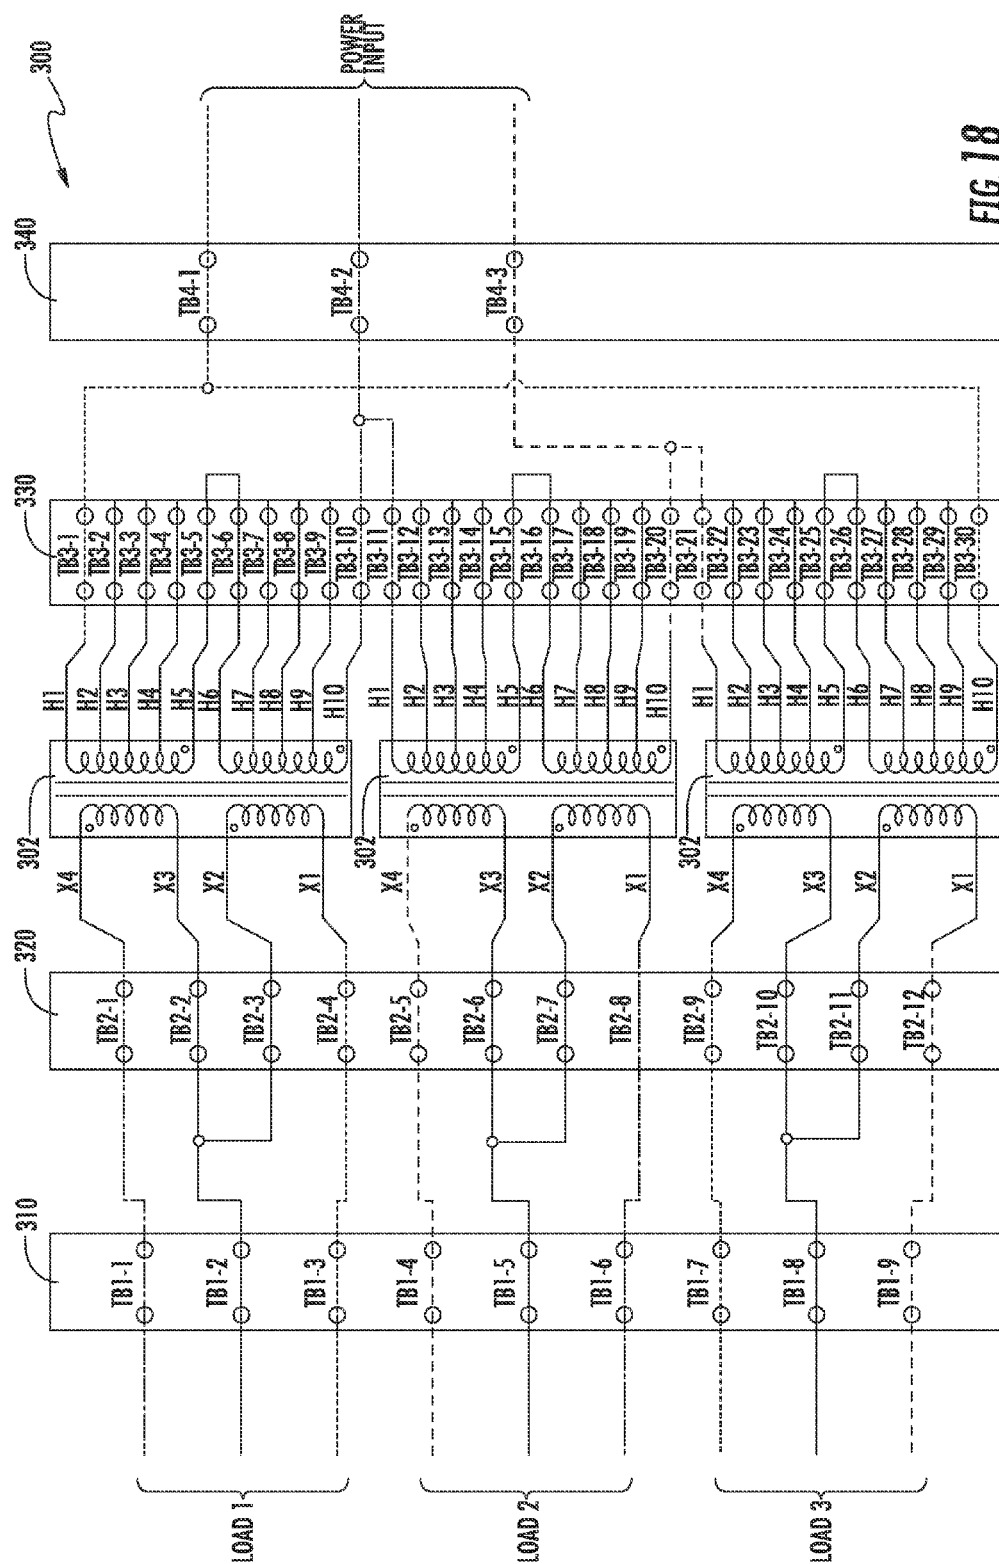 300
POWER
INPUT
340
TB4-1
TB4-2
TB4-3
330
TB3-1
TB3-2
TB3-3
TB3-4
TB3-5
TB3-6
TB3-7
TB3-8
TB3-9
TB3-10
TB3-11
TB3-12
TB3-13
TB3-14
TB3-15
TB3-16
TB3-17
TB3-18
TB3-19
TB3-20
TB3-21
TB3-22
TB3-23
TB3-24
TB3-25
TB3-26
TB3-27
TB3-28
TB3-29
TB3-30
H1
H2
H3
H4
H5
H6
H7
H8
H9
H10
H1
H2
H3
H4
H5
H6
H7
H8
H9
H10
H1
H2
H3
H4
H5
H6
H7
H8
H9
H10
302
302
302
X4
X3
X2
X1
X4
X3
X2
X1
X4
X3
X2
X1
320
TB2-1
TB2-2
TB2-3
TB2-4
TB2-5
TB2-6
TB2-7
TB2-8
TB2-9
TB2-10
TB2-11
TB2-12
310
TB1-1
TB1-2
TB1-3
TB1-4
TB1-5
TB1-6
TB1-7
TB1-8
TB1-9
LOAD 1
LOAD 2
LOAD 3
FIG. 18